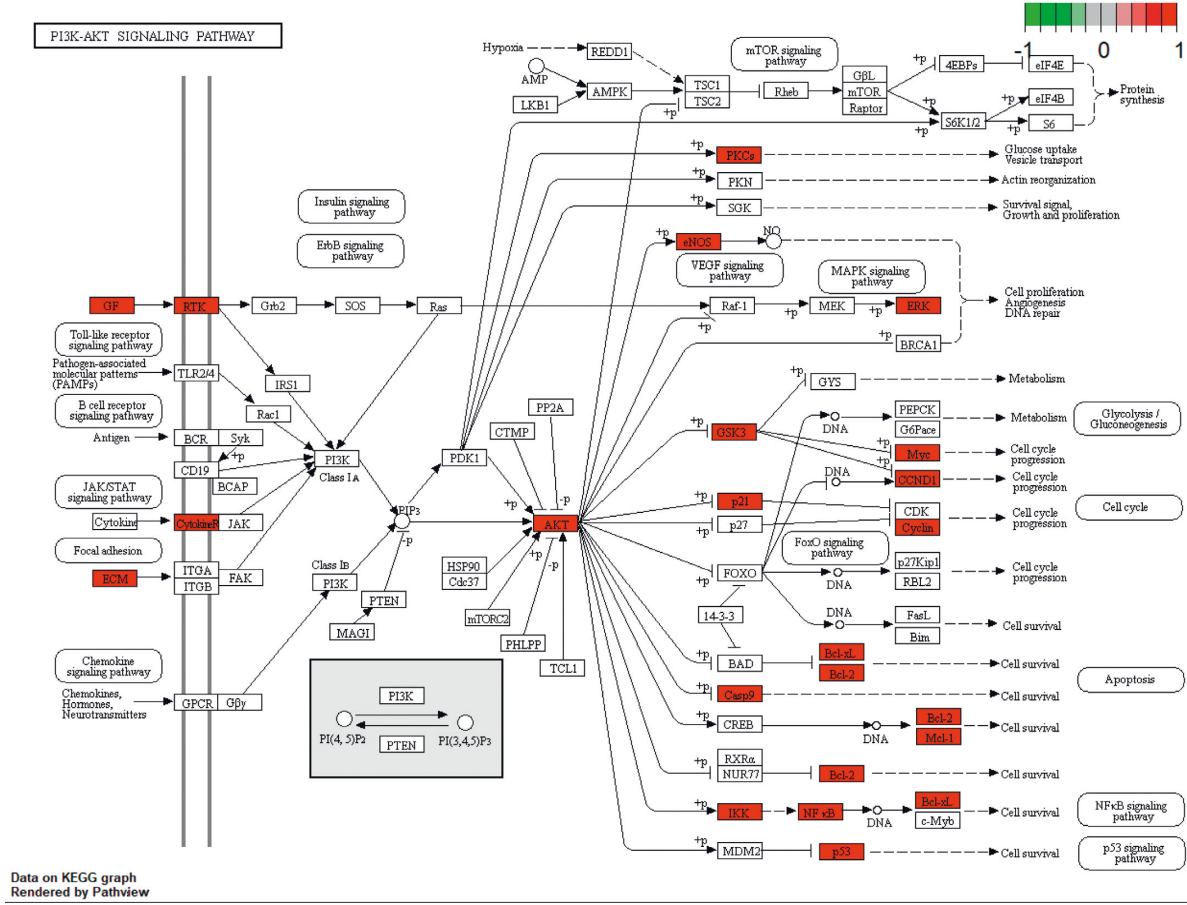 PI3K-AKT SIGNALING PATHWAY
-1 0 1
Hypoxia
REDD1
mTOR signaling
pathway
+p
4EBPs
eIF4E
AMP
AMPK
LKB1
TSC1
TSC2
+p
Rheb
GβL
mTOR
Raptor
+p
S6K1/2
+p
+p
eIF4B
+p
S6
Protein
synthesis
+p
PKCs
Glucose uptake
Vesicle transport
+p
PKN
Actin reorganization
+p
SGK
Survival signal,
Growth and proliferation
Insulin signaling
pathway
ErbB signaling
pathway
+p
eNOS
NO
VEGF signaling
pathway
MAPK signaling
pathway
GF
RTK
Grb2
SOS
Ras
Raf-1
+p
MEK
+p
ERK
+p
Cell proliferation
Angiogenesis
DNA repair
+p
BRCA1
Toll-like receptor
signaling pathway
Pathogen-associated
molecular patterns
(PAMPs)
TLR2/4
IRS1
Rac1
B cell receptor
signaling pathway
Antigen
BCR
Syk
+p
CD19
BCAP
PI3K
Class IA
PDK1
CTMP
PP2A
GYS
Metabolism
DNA
PEPCK
G6Pace
Metabolism
Glycolysis /
Gluconeogenesis
+p
GSK3
+p
Myc
Cell cycle
progression
+p
DNA
CCND1
Cell cycle
progression
JAK/STAT
signaling pathway
Cytokine
CytokineR
JAK
PIP3
+p
-p
AKT
+p
p21
+p
p27
CDK
Cyclin
Cell cycle
progression
Cell cycle
Focal adhesion
ECM
ITGA
ITGB
FAK
Class IB
PI3K
-p
PTEN
MAGI
HSP90
Cdc37
+p
-p
mTORC2
PHLPP
TCL1
FoxO signaling
pathway
+p
FOXO
DNA
p27Kip1
RBL2
Cell cycle
progression
14-3-3
DNA
FasL
Bim
Cell survival
Chemokine
signaling pathway
Chemokines,
Hormones,
Neurotransmitters
GPCR
Gβγ
PI3K
PI(4, 5)P2
PI(3,4,5)P3
PTEN
+p
BAD
Bcl-xL
Bcl-2
Cell survival
Apoptosis
+p
Casp9
Cell survival
+p
CREB
DNA
Bcl-2
Mcl-1
Cell survival
+p
RXRα
NUR77
Bcl-2
Cell survival
+p
IKK
NFκB
DNA
Bcl-xL
c-Myb
Cell survival
NFκB signaling
pathway
+p
MDM2
p53
Cell survival
p53 signaling
pathway
Data on KEGG graph
Rendered by Pathview